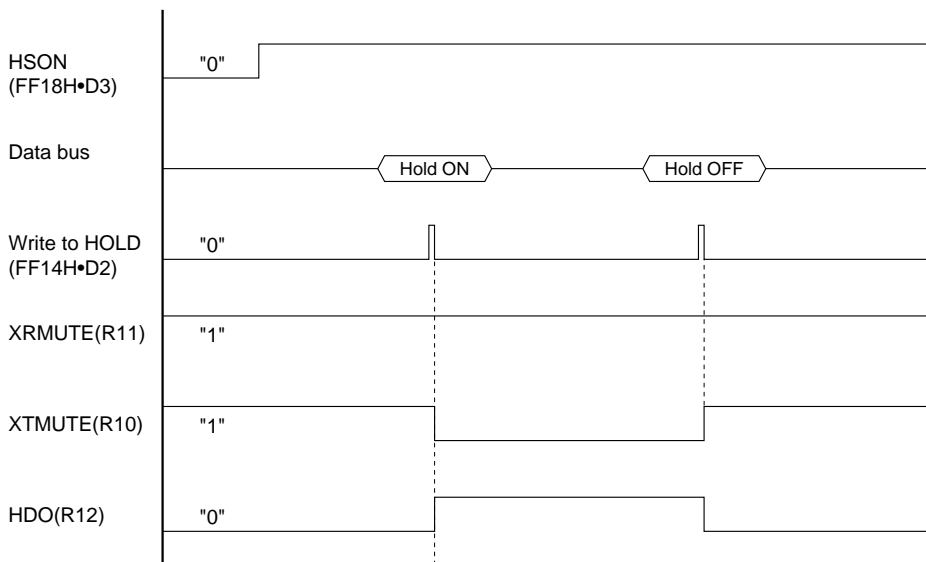 HSON "0"
(FF18H•D3)
Data bus Hold ON Hold OFF
Write to HOLD "0"
(FF14H•D2)
XRMUTE(R11) "1"
XTMUTE(R10) "1"
HDO(R12) "0"